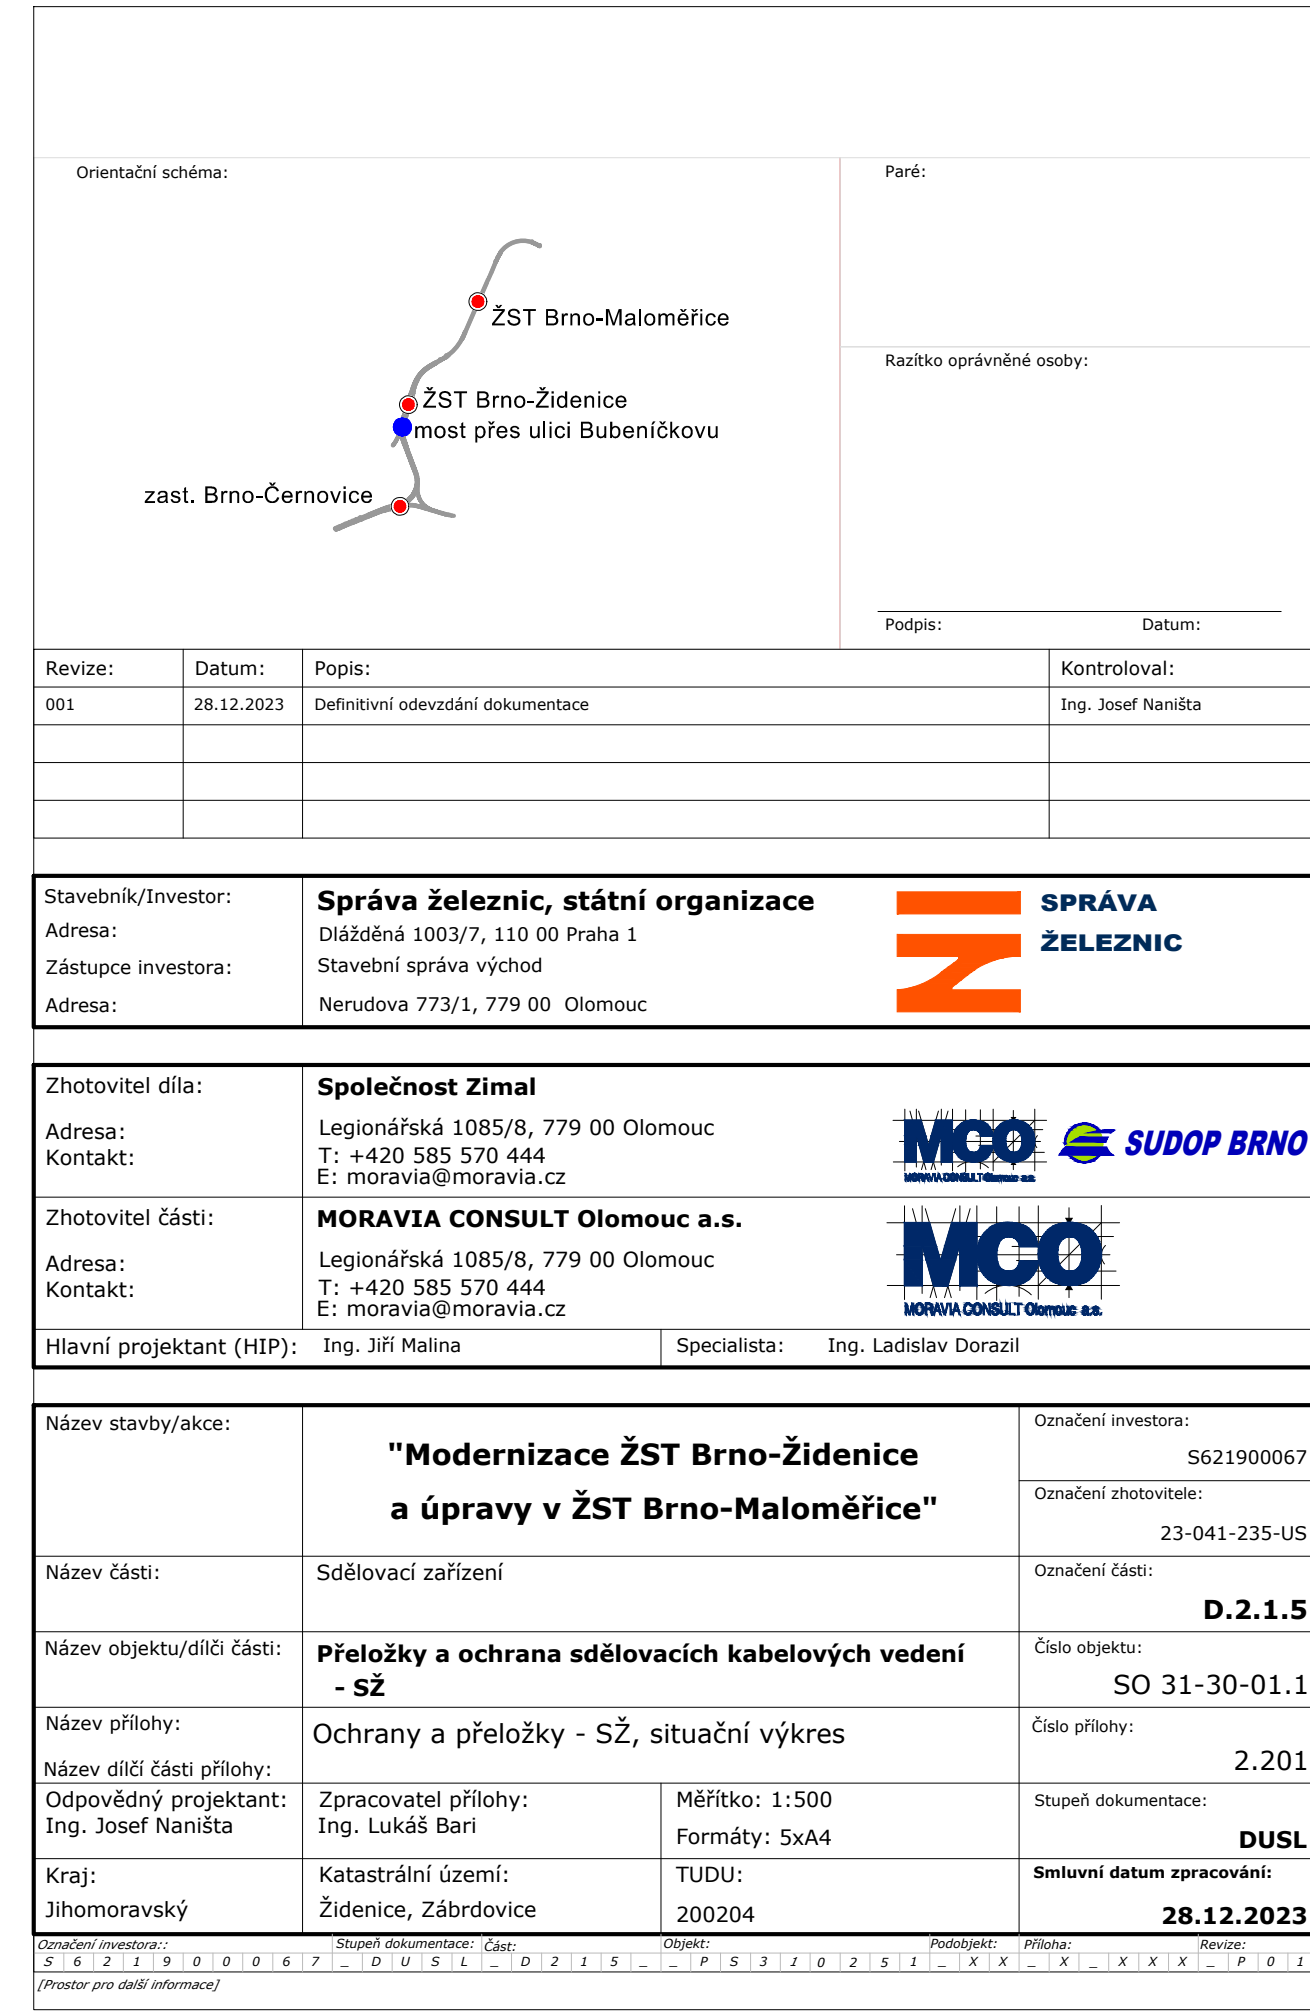 Orientační schéma:
Paré:
ŽST Brno-Maloměřice
ŽST Brno-Židenice
most přes ulici Bubeníčkovu
zast. Brno-Černovice
Razítko oprávněné osoby:
Podpis: Datum:
Revize: Datum: Popis: Kontroloval:
001 28.12.2023 Definitivní odevzdání dokumentace Ing. Josef Naništa
Stavebník/Investor: Správa železnic, státní organizace
Adresa: Dlážděná 1003/7, 110 00 Praha 1
Zástupce investora: Stavební správa východ
Adresa: Nerudova 773/1, 779 00 Olomouc
SPRÁVA
ŽELEZNIC
Zhotovitel díla: Společnost Zimal
Adresa: Legionářská 1085/8, 779 00 Olomouc
Kontakt: T: +420 585 570 444
E: moravia@moravia.cz
MCO
MORAVIA CONSULT Olomouc a.s.
SUDOP BRNO
Zhotovitel části: MORAVIA CONSULT Olomouc a.s.
Adresa: Legionářská 1085/8, 779 00 Olomouc
Kontakt: T: +420 585 570 444
E: moravia@moravia.cz
MCO
MORAVIA CONSULT Olomouc a.s.
Hlavní projektant (HIP): Ing. Jiří Malina Specialista: Ing. Ladislav Dorazil
Název stavby/akce: "Modernizace ŽST Brno-Židenice
a úpravy v ŽST Brno-Maloměřice"
Označení investora:
S621900067
Označení zhotovitele:
23-041-235-US
Název části: Sdělovací zařízení
Označení části:
D.2.1.5
Název objektu/dílči části: Přeložky a ochrana sdělovacích kabelových vedení
- SŽ
Číslo objektu:
SO 31-30-01.1
Název přílohy: Ochrany a přeložky - SŽ, situační výkres
Název dílčí části přílohy:
Číslo přílohy:
2.201
Odpovědný projektant: Zpracovatel přílohy: Měřítko: 1:500 Stupeň dokumentace:
Ing. Josef Naništa Ing. Lukáš Bari Formáty: 5xA4 DUSL
Kraj: Katastrální území: TUDU: Smluvní datum zpracování:
Jihomoravský Židenice, Zábrdovice 200204 28.12.2023
Označení investora:: Stupeň dokumentace: Část: Objekt: Podobjekt: Příloha: Revize:
S 6 2 1 9 0 0 0 6 7 _ D U S L _ D 2 1 5 _ _ P S 3 1 0 2 5 1 _ X X _ X _ X X X _ P 0 1
[Prostor pro další informace]